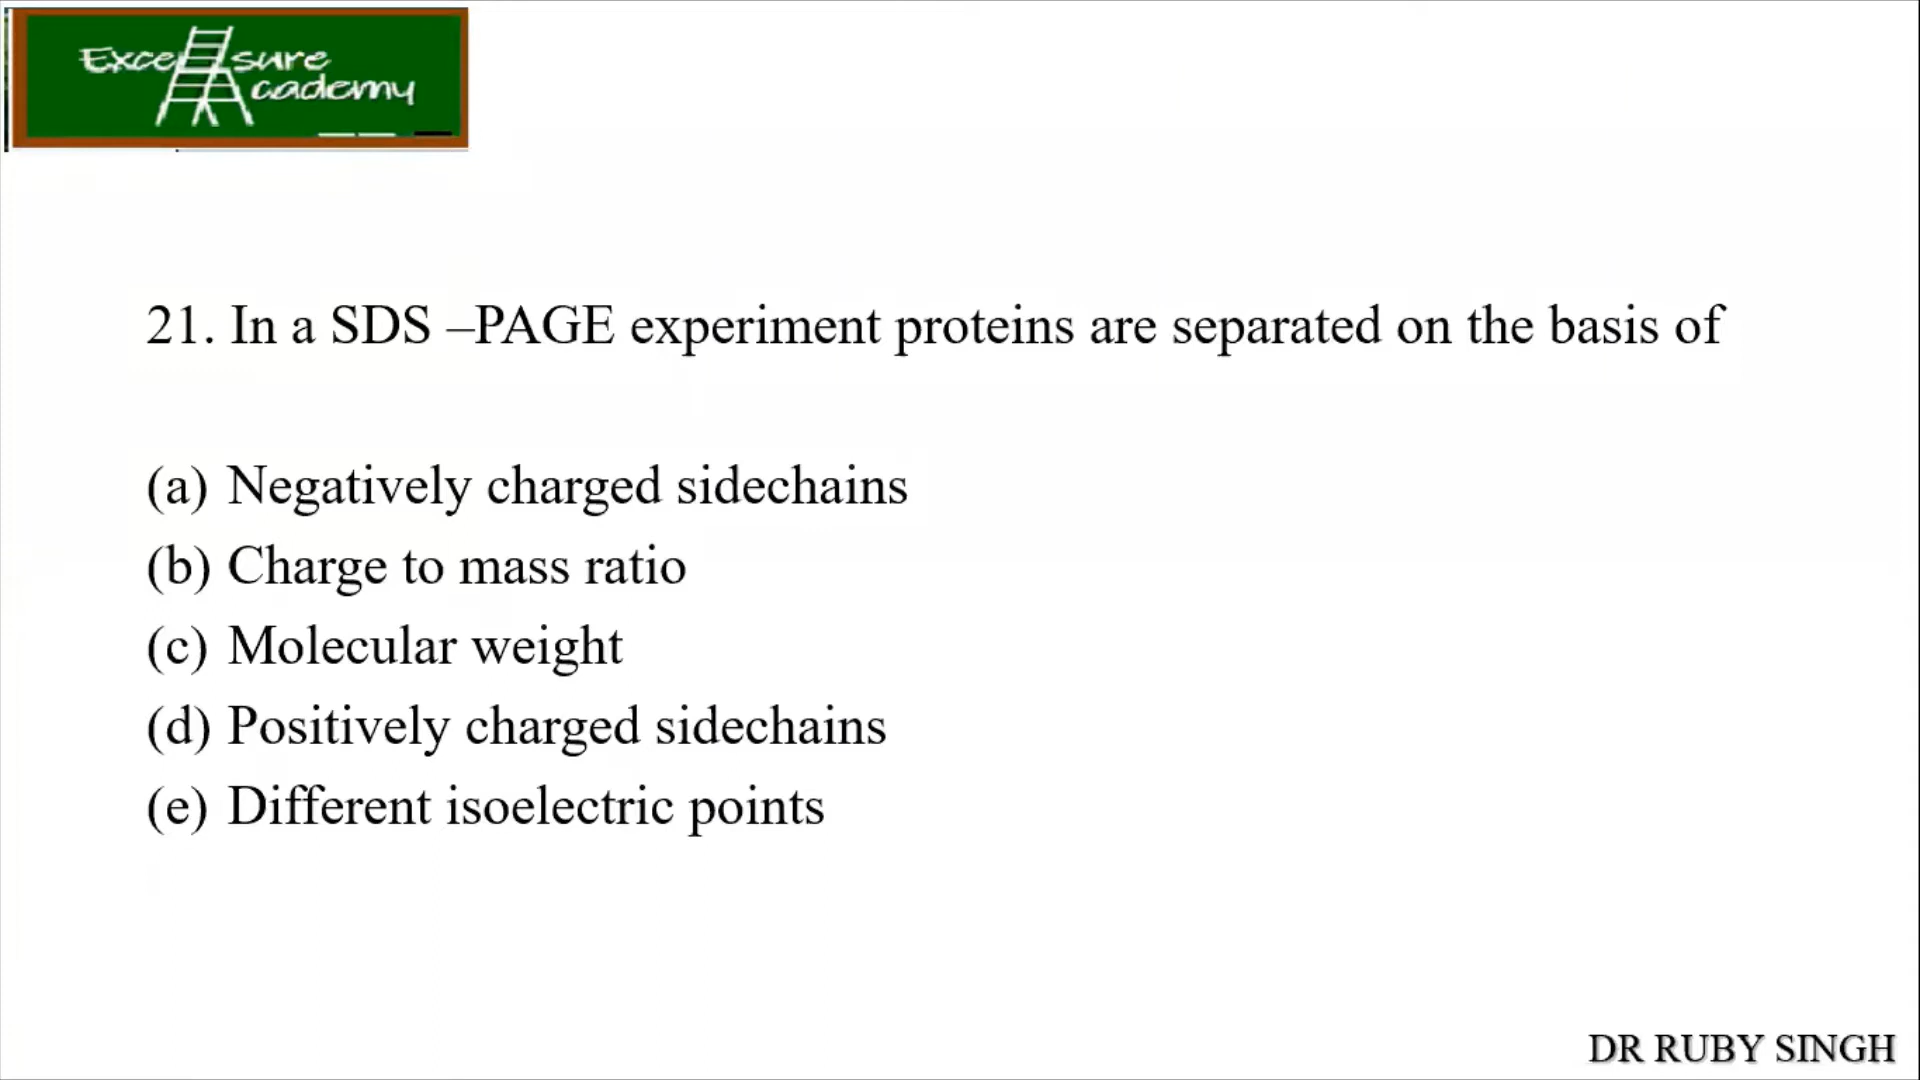 Excel sure
Academy
21. In a SDS –PAGE experiment proteins are separated on the basis of
(a) Negatively charged sidechains
(b) Charge to mass ratio
(c) Molecular weight
(d) Positively charged sidechains
(e) Different isoelectric points
DR RUBY SINGH